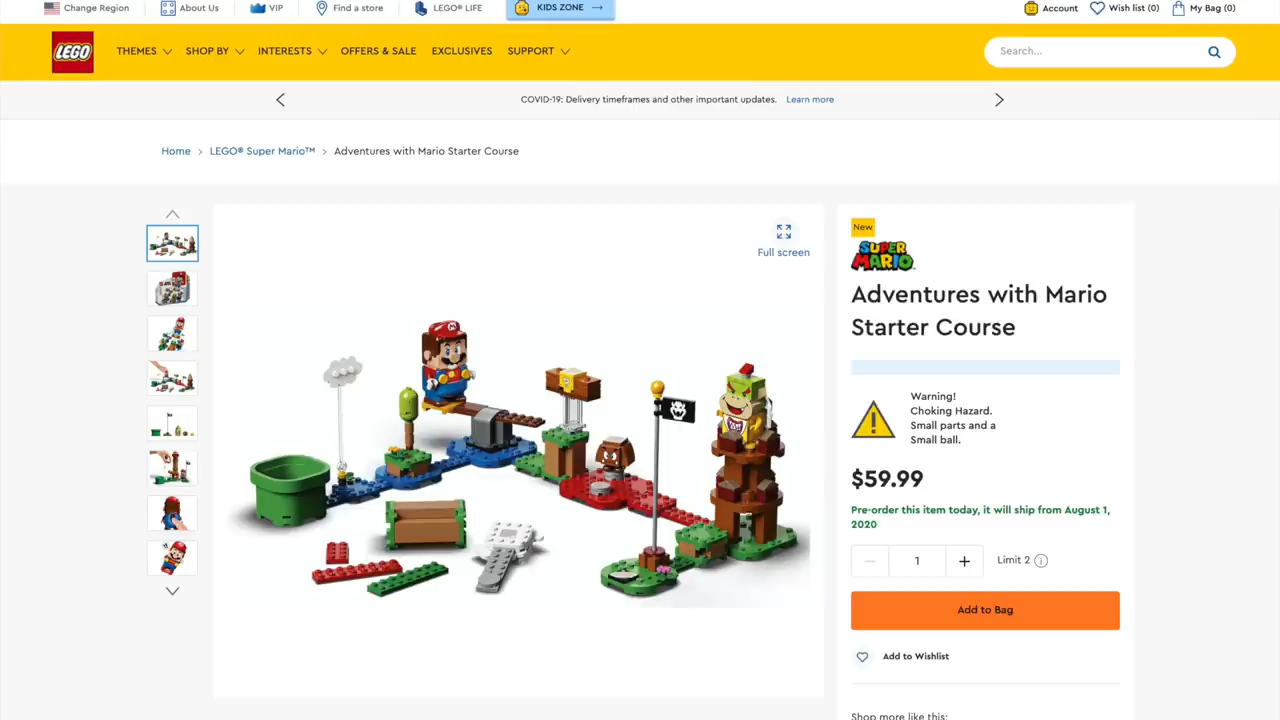 Change Region
About Us
VIP
Find a store
LEGO® LIFE
KIDS ZONE
Account
Wish list (0)
My Bag (0)
LEGO
THEMES
SHOP BY
INTERESTS
OFFERS & SALE
EXCLUSIVES
SUPPORT
Search...
COVID-19: Delivery timeframes and other important updates. Learn more
Home > LEGO® Super Mario™ > Adventures with Mario Starter Course
Full screen
New
SUPER
MARIO
Adventures with Mario
Starter Course
Warning!
Choking Hazard.
Small parts and a
Small ball.
$59.99
Pre-order this item today, it will ship from August 1,
2020
1
Limit 2
Add to Bag
Add to Wishlist
Shop more like this: